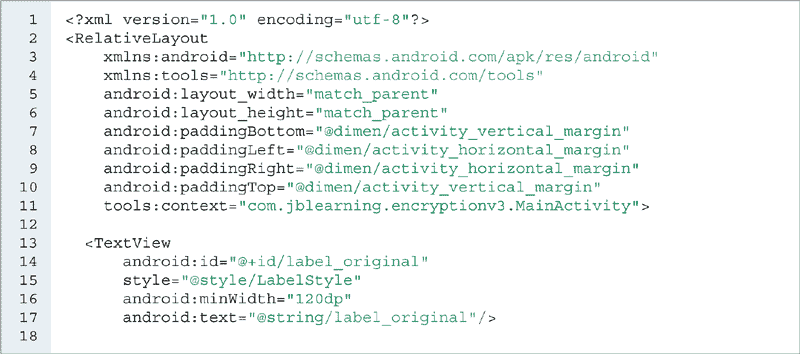 1 <?xml version="1.0" encoding="utf-8"?>
2 <RelativeLayout
3 xmlns:android="http://schemas.android.com/apk/res/android"
4 xmlns:tools="http://schemas.android.com/tools"
5 android:layout_width="match_parent"
6 android:layout_height="match_parent"
7 android:paddingBottom="@dimen/activity_vertical_margin"
8 android:paddingLeft="@dimen/activity_horizontal_margin"
9 android:paddingRight="@dimen/activity_horizontal_margin"
10 android:paddingTop="@dimen/activity_vertical_margin"
11 tools:context="com.jblearning.encryptionv3.MainActivity">
12
13 <TextView
14 android:id="@+id/label_original"
15 style="@style/LabelStyle"
16 android:minWidth="120dp"
17 android:text="@string/label_original"/>
18